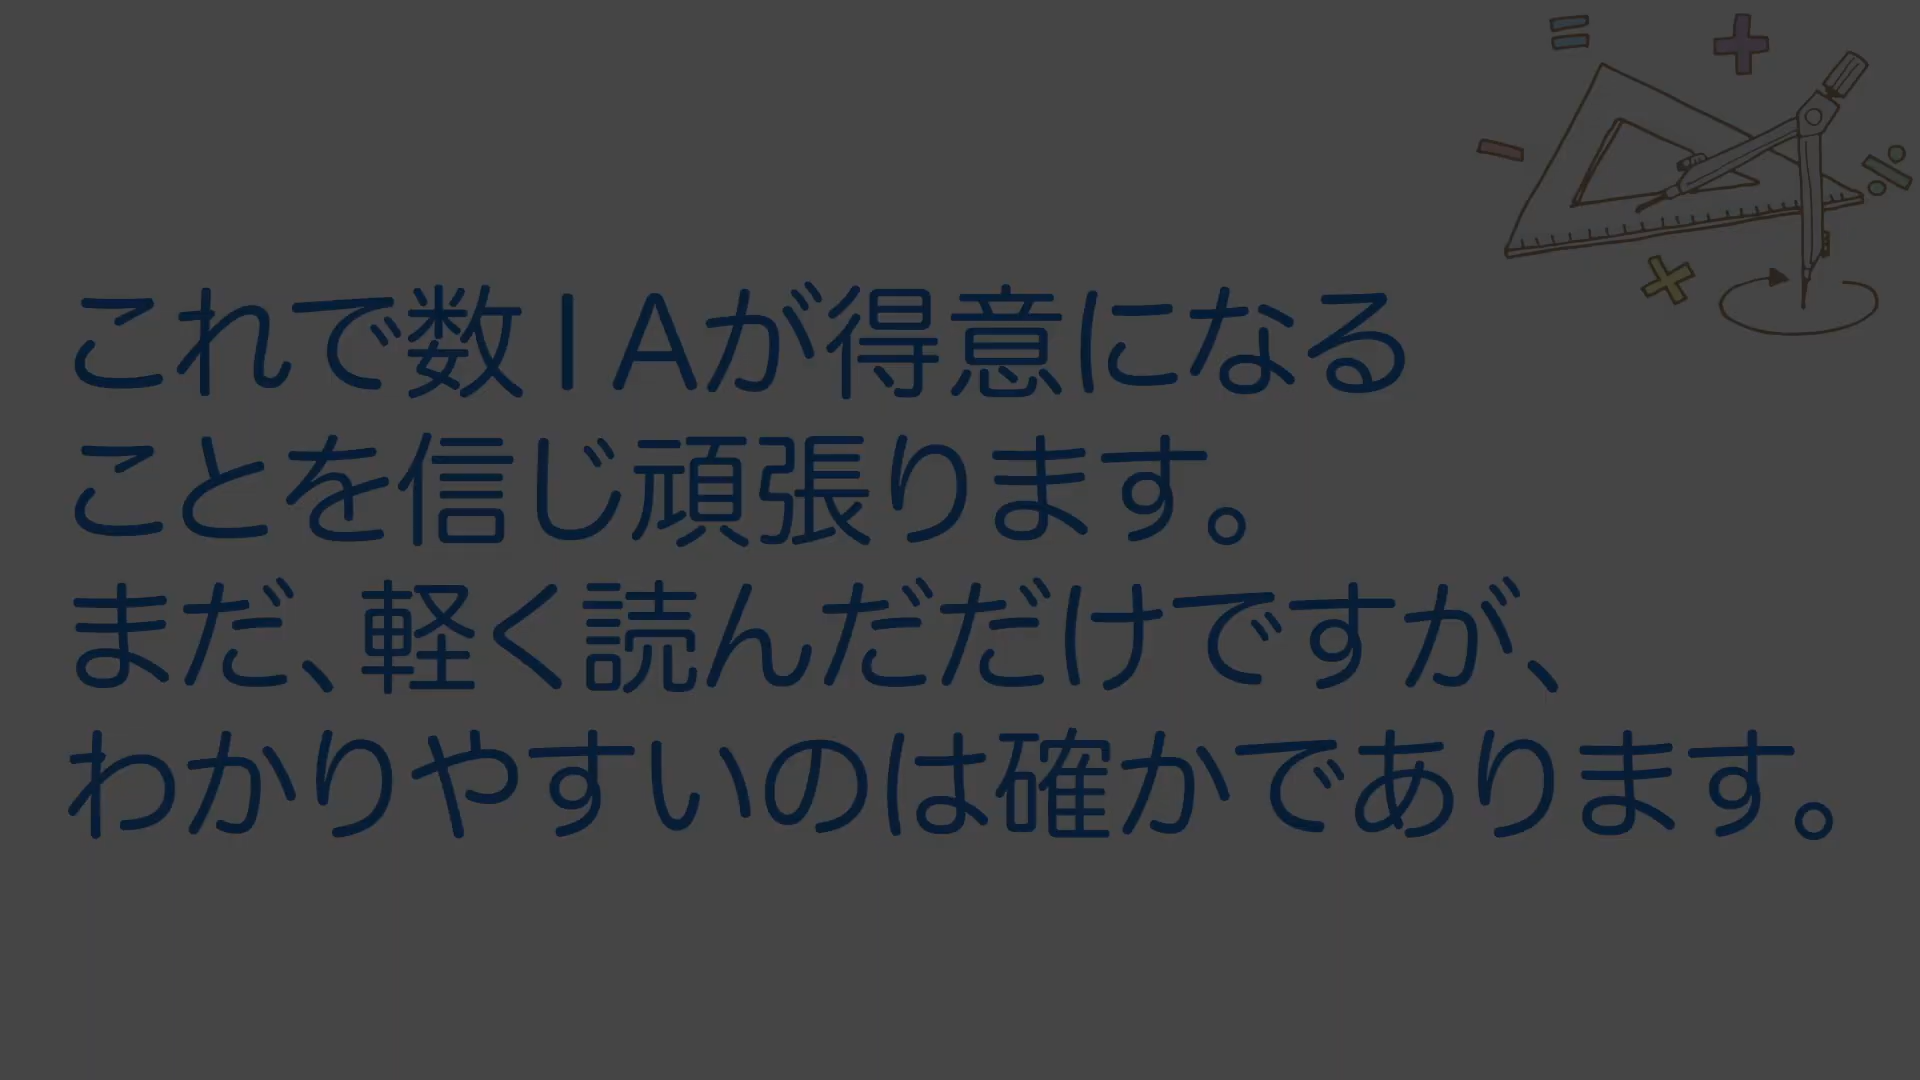 これで数ⅠAが得意になる
ことを信じ頑張ります。
まだ、軽く読んだだけですが、
わかりやすいのは確かであります。